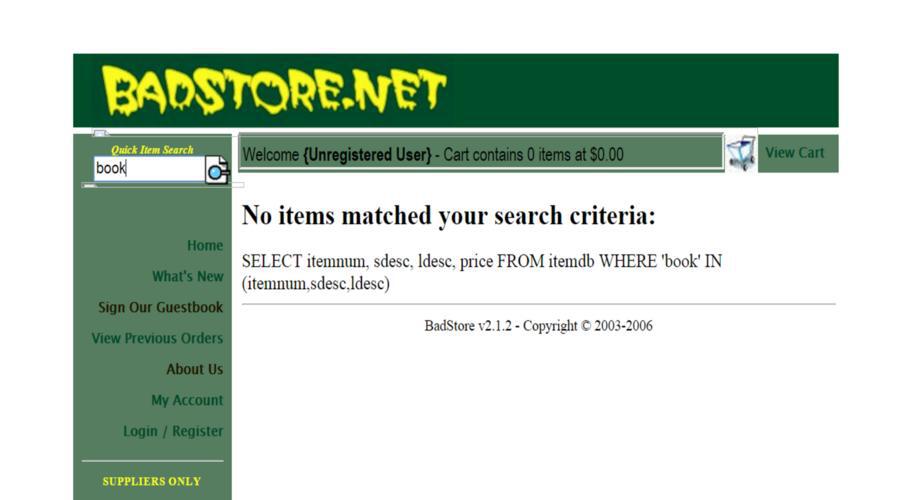 BADSTORE.NET
Quick Item Search
book
Welcome {Unregistered User} - Cart contains 0 items at $0.00
View Cart
No items matched your search criteria:
SELECT itemnum, sdesc, ldesc, price FROM itemdb WHERE 'book' IN
(itemnum,sdesc,ldesc)
BadStore v2.1.2 - Copyright © 2003-2006
Home
What's New
Sign Our Guestbook
View Previous Orders
About Us
My Account
Login / Register
SUPPLIERS ONLY